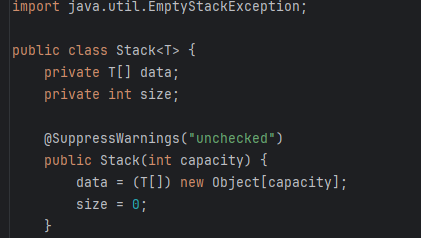 import java.util.EmptyStackException;
public class Stack<T> {
    private T[] data;
    private int size;
    @SuppressWarnings("unchecked")
    public Stack(int capacity) {
        data = (T[]) new Object[capacity];
        size = 0;
    }